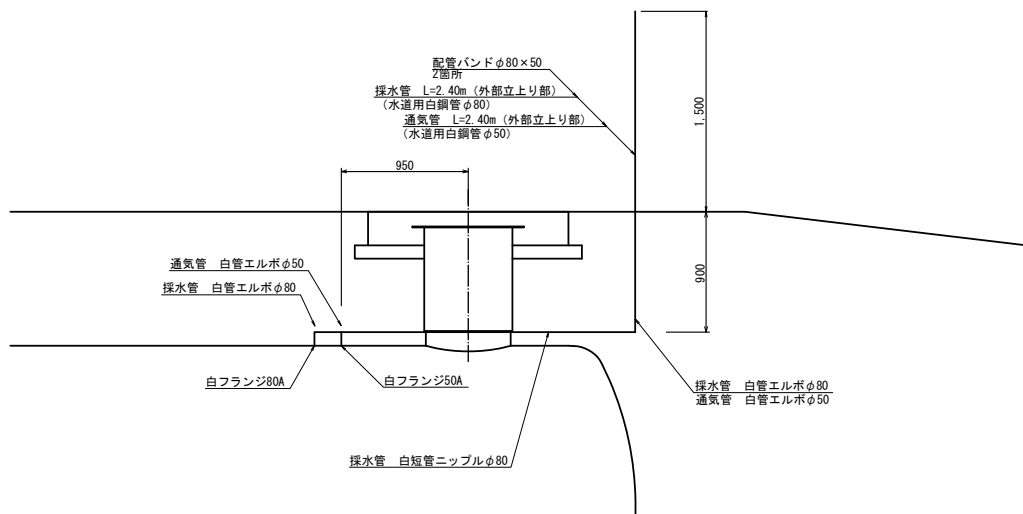 配管バンドφ80×50
2箇所
採水管　L=2.40m（外部立上り部）
（水道用白鋼管φ80）
通気管　L=2.40m（外部立上り部）
（水道用白鋼管φ50）
1,500
950
900
通気管　白管エルボφ50
採水管　白管エルボφ80
白フランジ80A
白フランジ50A
採水管　白管エルボφ80
通気管　白管エルボφ50
採水管　白短管ニップルφ80